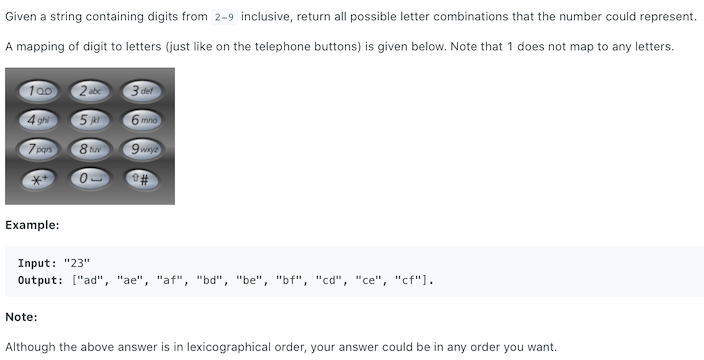 Given a string containing digits from 2-9 inclusive, return all possible letter combinations that the number could represent.
A mapping of digit to letters (just like on the telephone buttons) is given below. Note that 1 does not map to any letters.
1 2 abc 3 def
4 ghi 5 jkl 6 mno
7 pqrs 8 tuv 9 wxyz
*+ 0 #
Example:
Input: "23"
Output: ["ad", "ae", "af", "bd", "be", "bf", "cd", "ce", "cf"].
Note:
Although the above answer is in lexicographical order, your answer could be in any order you want.